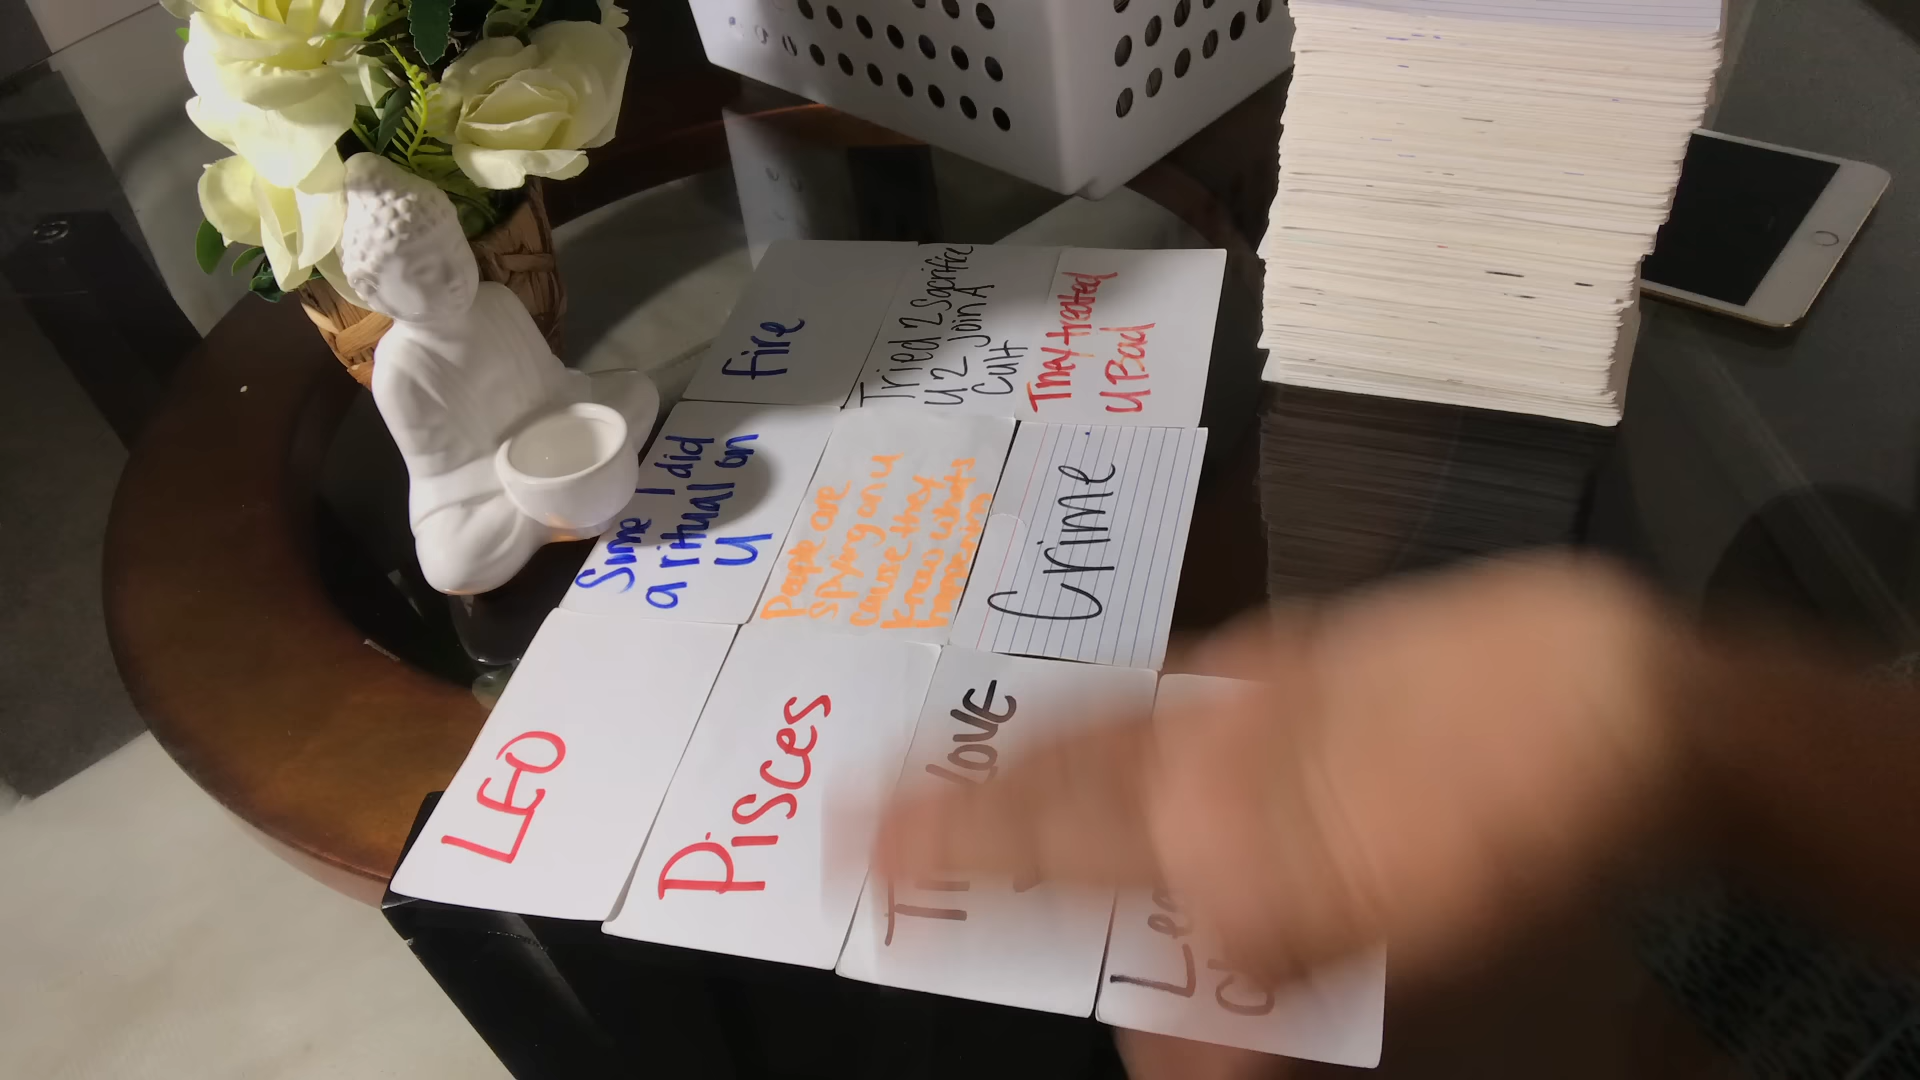 fire
Tried 2 Sacrifice
U 2 Join A
Cult
They treated
U Bad
Some 1 did
a ritual on
U
People are
spying on u
cause they
know whats
Crime
LEO
Pisces
Love